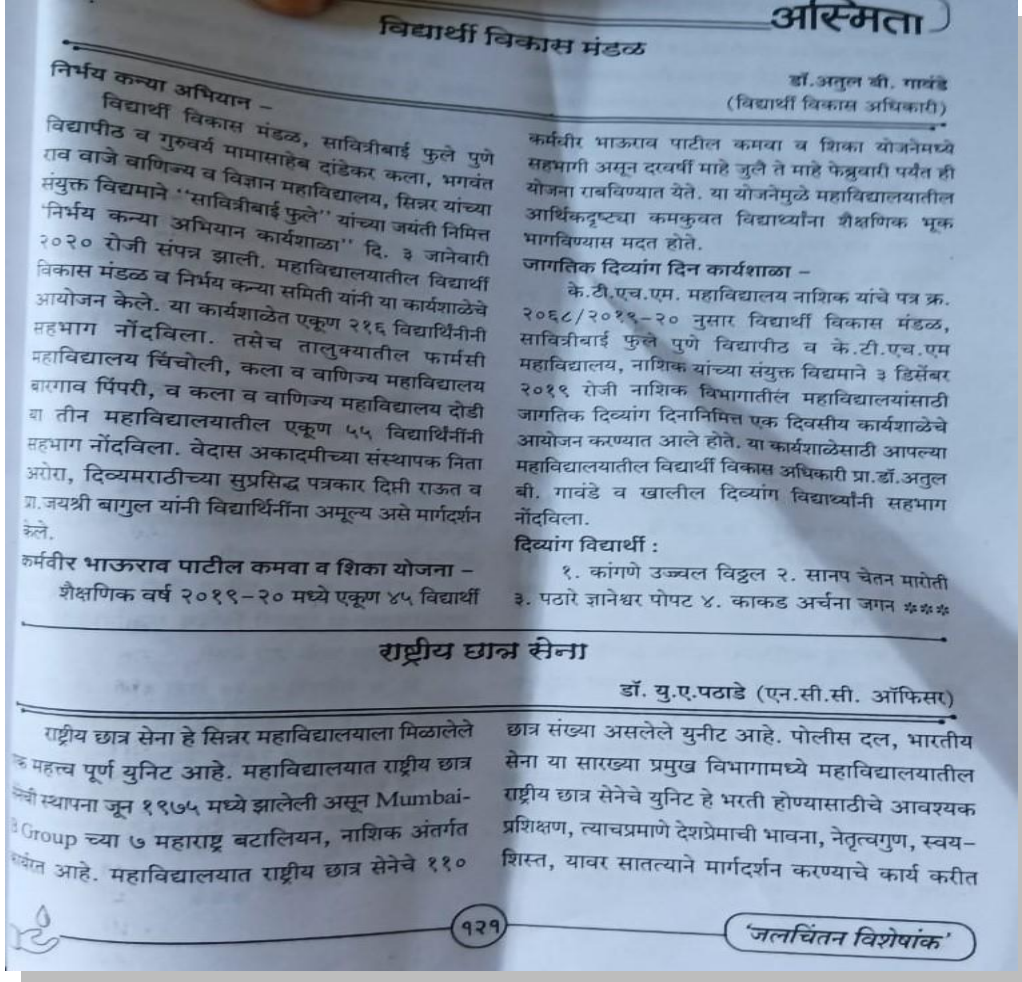 अस्मिता
विद्यार्थी विकास मंडळ
डॉ.अतुल बी. गावंडे
(विद्यार्थी विकास अधिकारी)
निर्भय कन्या अभियान –
विद्यार्थी विकास मंडळ, सावित्रीबाई फुले पुणे
विद्यापीठ व गुरुवर्य मामासाहेब दांडेकर कला, भगवंत
राव वाजे वाणिज्य व विज्ञान महाविद्यालय, सिन्नर यांच्या
संयुक्त विद्यमाने ''सावित्रीबाई फुले'' यांच्या जयंती निमित्त
'निर्भय कन्या अभियान कार्यशाळा'' दि. ३ जानेवारी
२०२० रोजी संपन्न झाली. महाविद्यालयातील विद्यार्थी
विकास मंडळ व निर्भय कन्या समिती यांनी या कार्यशाळेचे
आयोजन केले. या कार्यशाळेत एकूण २१६ विद्यार्थिनीनी
सहभाग नोंदविला. तसेच तालुक्यातील फार्मसी
महाविद्यालय चिंचोली, कला व वाणिज्य महाविद्यालय
बारगाव पिंपरी, व कला व वाणिज्य महाविद्यालय दोडी
या तीन महाविद्यालयातील एकूण ५५ विद्यार्थिनींनी
सहभाग नोंदविला. वेदास अकादमीच्या संस्थापक निता
अरोरा, दिव्यमराठीच्या सुप्रसिद्ध पत्रकार दिप्ती राऊत व
प्रा.जयश्री बागुल यांनी विद्यार्थिनींना अमूल्य असे मार्गदर्शन
केले.
कर्मवीर भाऊराव पाटील कमवा व शिका योजना –
शैक्षणिक वर्ष २०१९-२० मध्ये एकूण ४५ विद्यार्थी
कर्मवीर भाऊराव पाटील कमवा व शिका योजनेमध्ये
सहभागी असून दरवर्षी माहे जुलै ते माहे फेब्रुवारी पर्यंत ही
योजना राबविण्यात येते. या योजनेमुळे महाविद्यालयातील
आर्थिकदृष्ट्या कमकुवत विद्यार्थ्यांना शैक्षणिक भूक
भागविण्यास मदत होते.
जागतिक दिव्यांग दिन कार्यशाळा –
के.टी.एच.एम. महाविद्यालय नाशिक यांचे पत्र क्र.
२०६८/२०१९-२० नुसार विद्यार्थी विकास मंडळ,
सावित्रीबाई फुले पुणे विद्यापीठ व के.टी.एच.एम
महाविद्यालय, नाशिक यांच्या संयुक्त विद्यमाने ३ डिसेंबर
२०१९ रोजी नाशिक विभागातील महाविद्यालयांसाठी
जागतिक दिव्यांग दिनानिमित्त एक दिवसीय कार्यशाळेचे
आयोजन करण्यात आले होते. या कार्यशाळेसाठी आपल्या
महाविद्यालयातील विद्यार्थी विकास अधिकारी प्रा.डॉ.अतुल
बी. गावंडे व खालील दिव्यांग विद्यार्थ्यांनी सहभाग
नोंदविला.
दिव्यांग विद्यार्थी :
१. कांगणे उज्वल विठ्ठल २. सानप चेतन मारोती
३. पठारे ज्ञानेश्वर पोपट ४. काकड अर्चना जगन ***
राष्ट्रीय छात्र सेना
डॉ. यु.ए.पठाडे (एन.सी.सी. ऑफिसर)
राष्ट्रीय छात्र सेना हे सिन्नर महाविद्यालयाला मिळालेले
महत्त्व पूर्ण युनिट आहे. महाविद्यालयात राष्ट्रीय छात्र
स्थापना जून १९७५ मध्ये झालेली असून Mumbai-
Group च्या ७ महाराष्ट्र बटालियन, नाशिक अंतर्गत
आहे. महाविद्यालयात राष्ट्रीय छात्र सेनेचे ११०
छात्र संख्या असलेले युनीट आहे. पोलीस दल, भारतीय
सेना या सारख्या प्रमुख विभागामध्ये महाविद्यालयातील
राष्ट्रीय छात्र सेनेचे युनिट हे भरती होण्यासाठीचे आवश्यक
प्रशिक्षण, त्याचप्रमाणे देशप्रेमाची भावना, नेतृत्वगुण, स्वय-
शिस्त, यावर सातत्याने मार्गदर्शन करण्याचे कार्य करीत
१२१
'जलचिंतन विशेषांक'